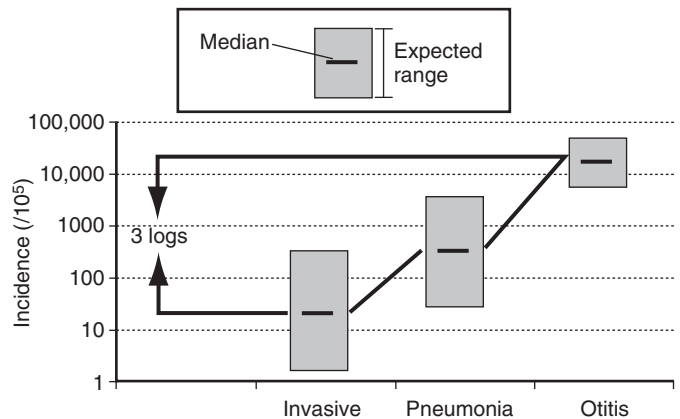 Median
Expected
range
Incidence (/10⁵)
100,000
10,000
1000
100
10
1
3 logs
Invasive
Pneumonia
Otitis